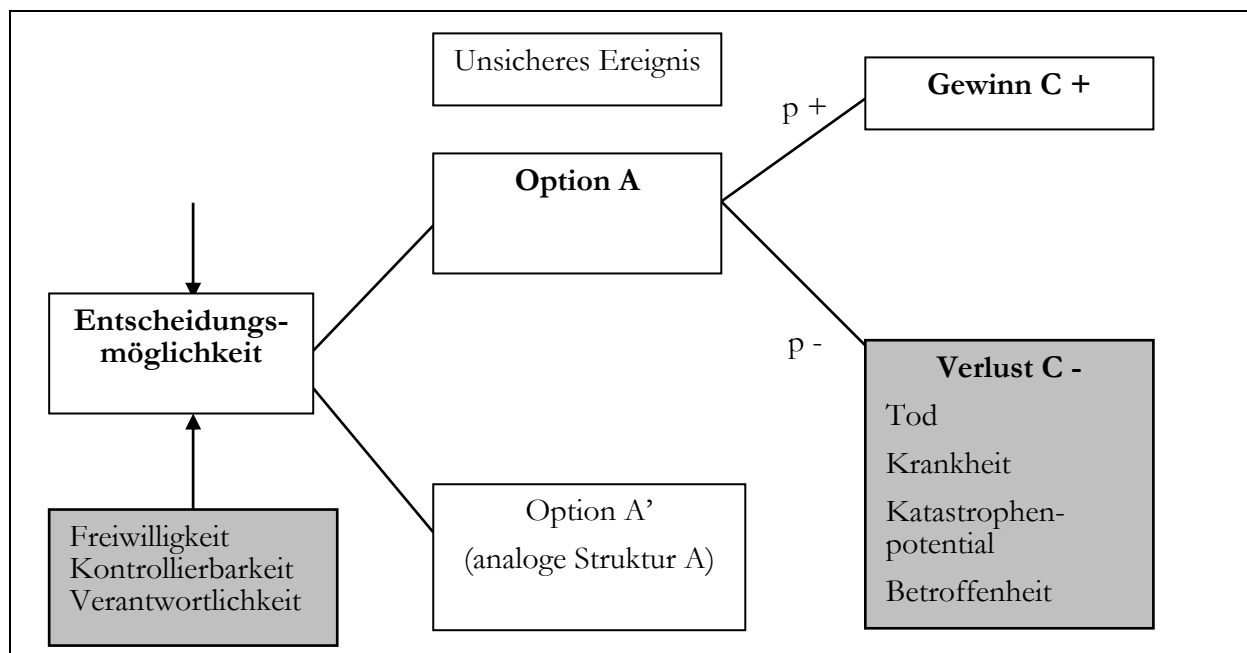 Unsicheres Ereignis
Gewinn C +
p +
Option A
Entscheidungs-
möglichkeit
p -
Verlust C -
Tod
Krankheit
Katastrophen-
potential
Betroffenheit
Option A’
(analoge Struktur A)
Freiwilligkeit
Kontrollierbarkeit
Verantwortlichkeit